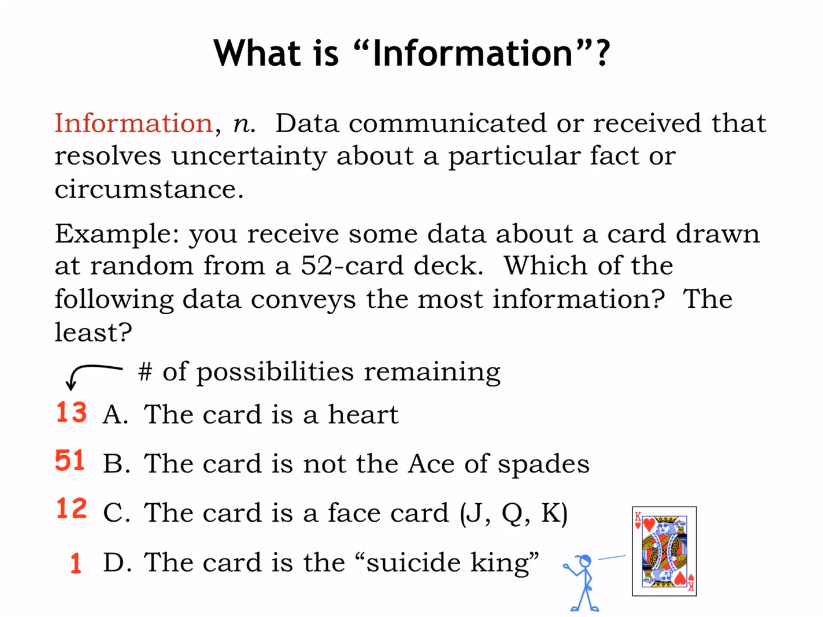 What is “Information”?
Information, n. Data communicated or received that
resolves uncertainty about a particular fact or
circumstance.
Example: you receive some data about a card drawn
at random from a 52-card deck. Which of the
following data conveys the most information? The
least?
# of possibilities remaining
13 A. The card is a heart
51 B. The card is not the Ace of spades
12 C. The card is a face card (J, Q, K)
1 D. The card is the “suicide king”
K
K